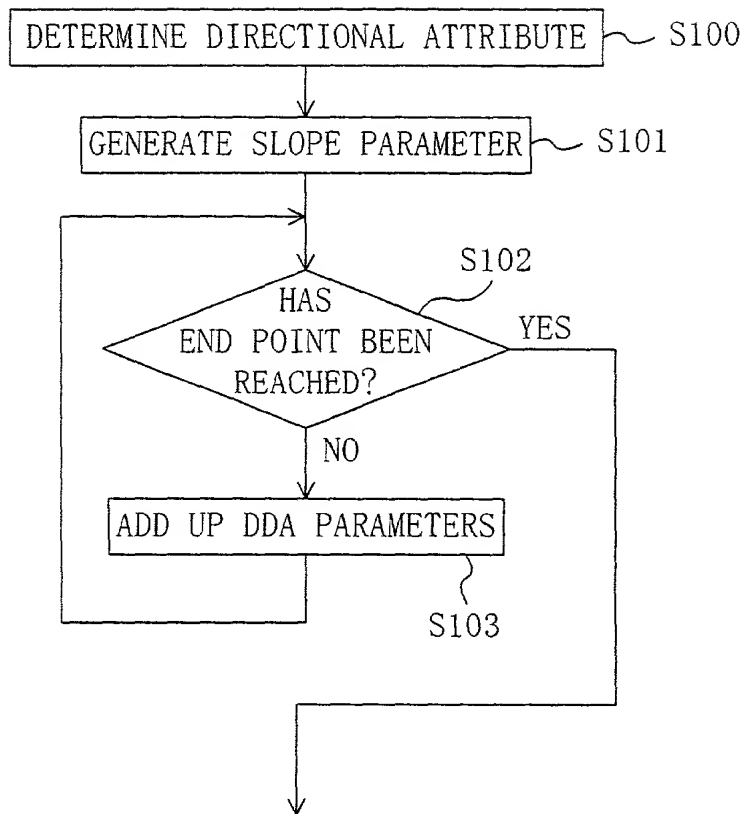 DETERMINE DIRECTIONAL ATTRIBUTE
S100
GENERATE SLOPE PARAMETER
S101
S102
HAS
END POINT BEEN
REACHED?
YES
NO
ADD UP DDA PARAMETERS
S103